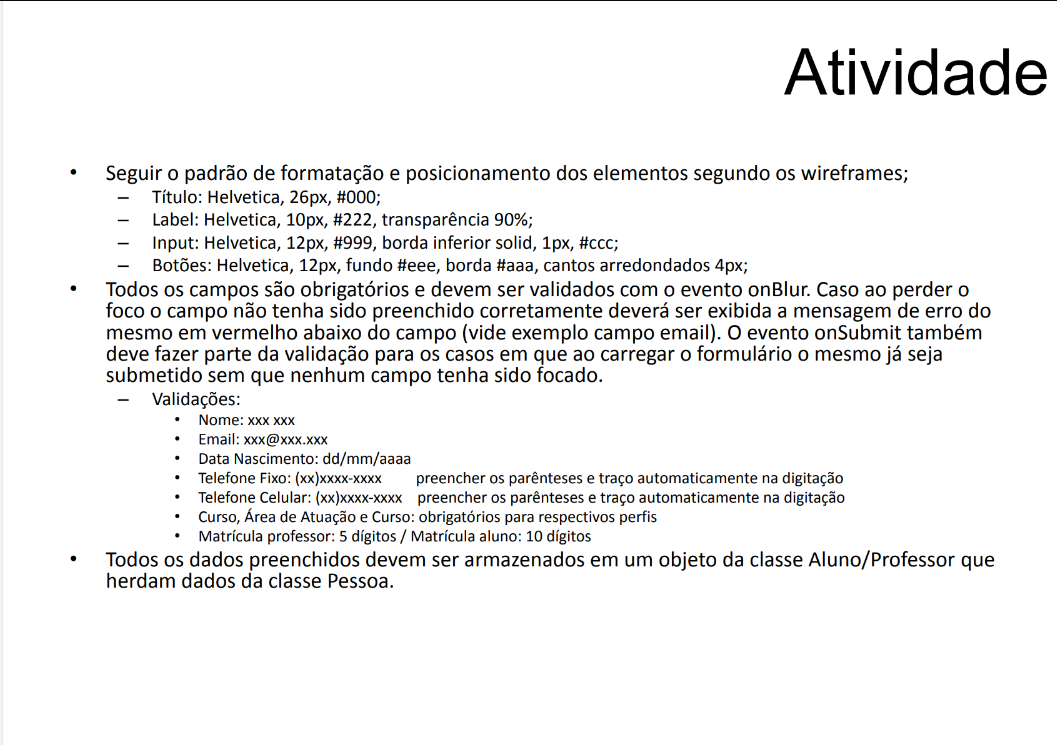 Atividade
• Seguir o padrão de formatação e posicionamento dos elementos segundo os wireframes;
– Título: Helvetica, 26px, #000;
– Label: Helvetica, 10px, #222, transparência 90%;
– Input: Helvetica, 12px, #999, borda inferior solid, 1px, #ccc;
– Botões: Helvetica, 12px, fundo #eee, borda #aaa, cantos arredondados 4px;
• Todos os campos são obrigatórios e devem ser validados com o evento onBlur. Caso ao perder o
foco o campo não tenha sido preenchido corretamente deverá ser exibida a mensagem de erro do
mesmo em vermelho abaixo do campo (vide exemplo campo email). O evento onSubmit também
deve fazer parte da validação para os casos em que ao carregar o formulário o mesmo já seja
submetido sem que nenhum campo tenha sido focado.
– Validações:
• Nome: xxx xxx
• Email: xxx@xxx.xxx
• Data Nascimento: dd/mm/aaaa
• Telefone Fixo: (xx)xxxx-xxxx preencher os parênteses e traço automaticamente na digitação
• Telefone Celular: (xx)xxxx-xxxx preencher os parênteses e traço automaticamente na digitação
• Curso, Área de Atuação e Curso: obrigatórios para respectivos perfis
• Matrícula professor: 5 dígitos / Matrícula aluno: 10 dígitos
• Todos os dados preenchidos devem ser armazenados em um objeto da classe Aluno/Professor que
herdam dados da classe Pessoa.